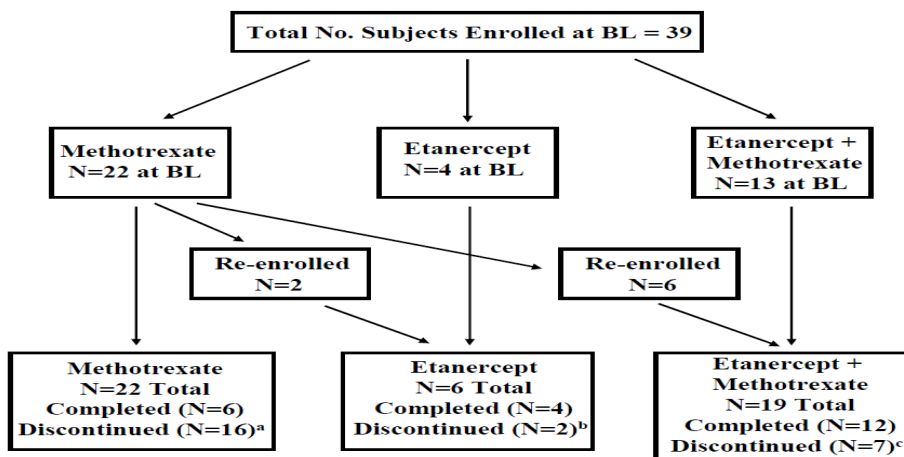 Total No. Subjects Enrolled at BL = 39
Methotrexate
N=22 at BL
Etanercept
N=4 at BL
Etanercept +
Methotrexate
N=13 at BL
Re-enrolled
N=2
Re-enrolled
N=6
Methotrexate
N=22 Total
Completed (N=6)
Discontinued (N=16)ᵃ
Etanercept
N=6 Total
Completed (N=4)
Discontinued (N=2)ᵇ
Etanercept +
Methotrexate
N=19 Total
Completed (N=12)
Discontinued (N=7)ᶜ